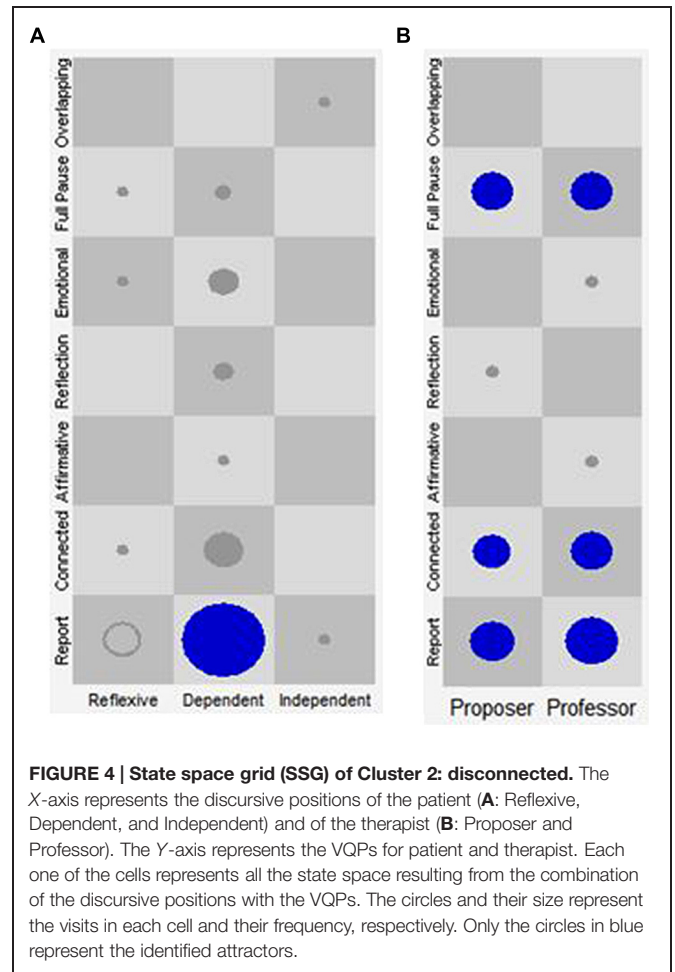 A
B
Overlapping
Full Pause
Emotional
Reflection
Affirmative
Connected
Report
Reflexive Dependent Independent
Overlapping
Full Pause
Emotional
Reflection
Affirmative
Connected
Report
Proposer Professor
FIGURE 4 | State space grid (SSG) of Cluster 2: disconnected. The
X-axis represents the discursive positions of the patient (A: Reflexive,
Dependent, and Independent) and of the therapist (B: Proposer and
Professor). The Y-axis represents the VQPs for patient and therapist. Each
one of the cells represents all the state space resulting from the combination
of the discursive positions with the VQPs. The circles and their size represent
the visits in each cell and their frequency, respectively. Only the circles in blue
represent the identified attractors.